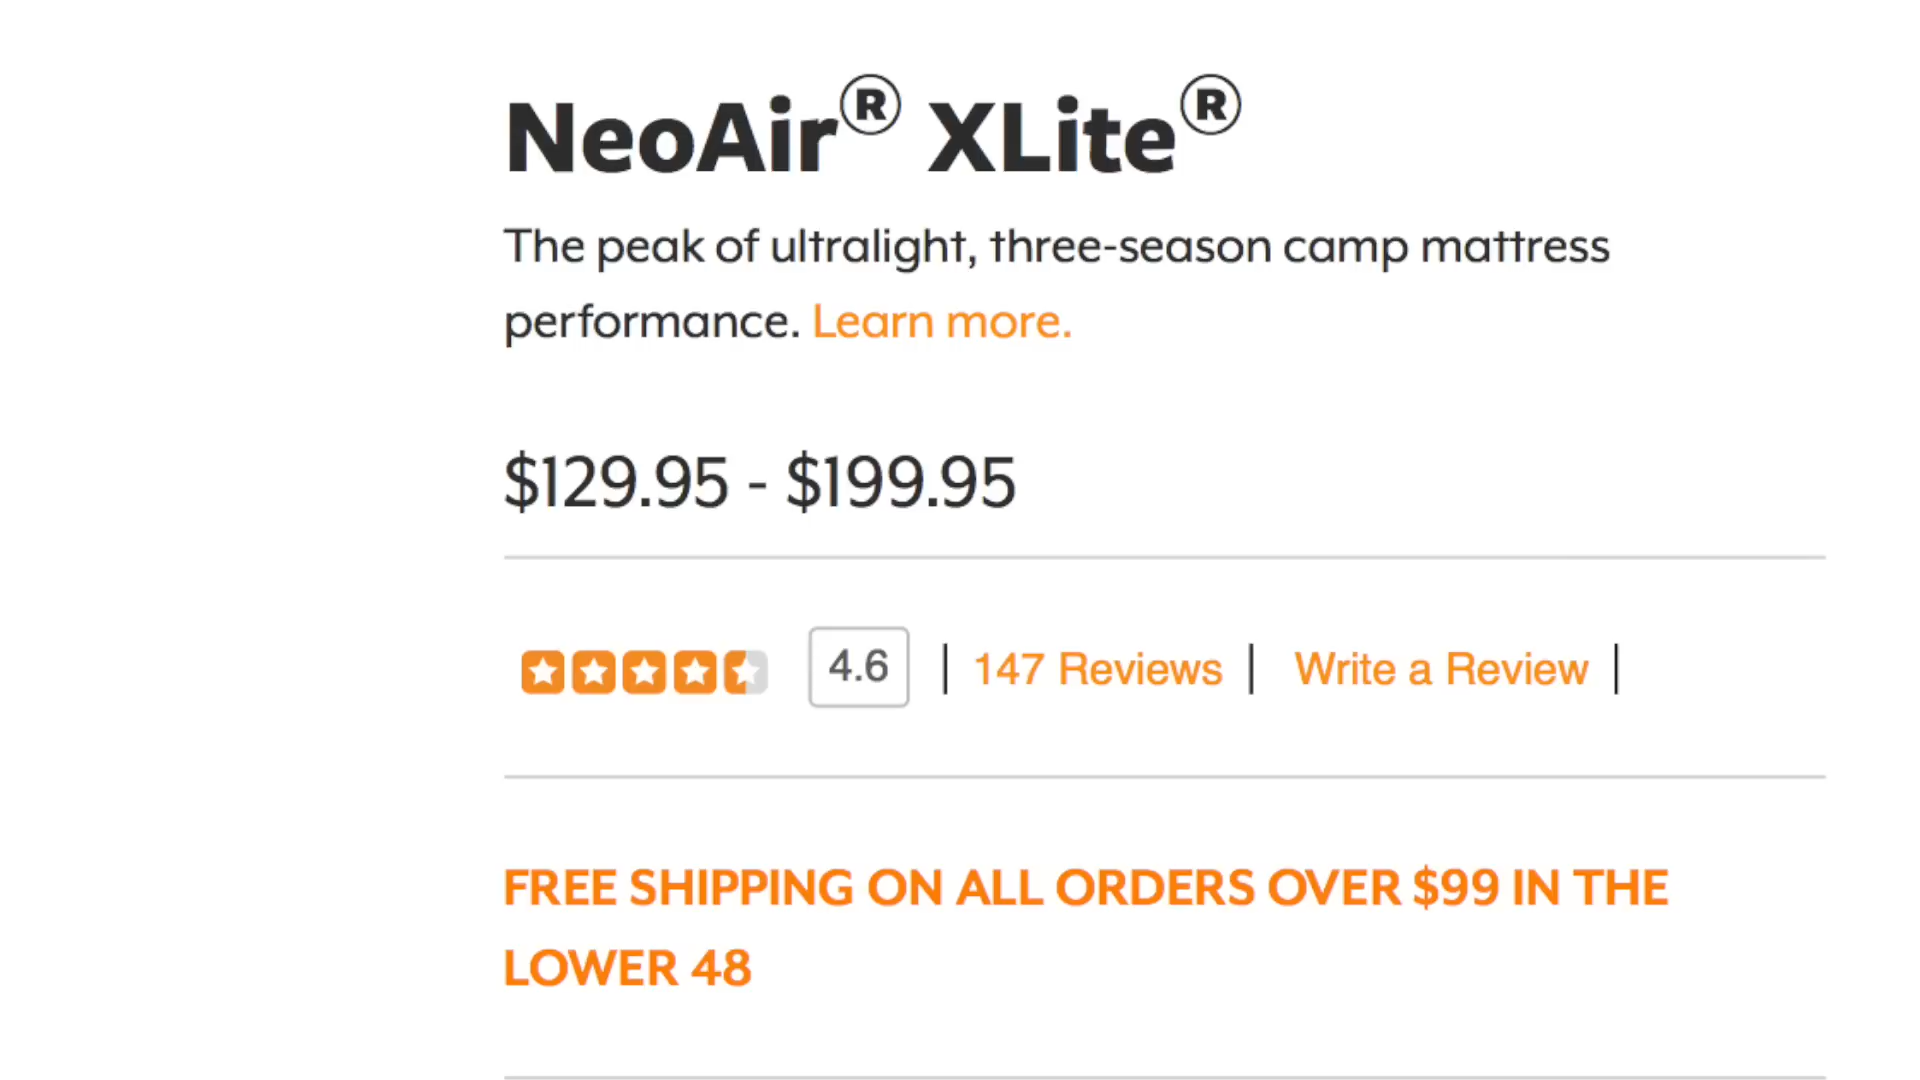 NeoAir® XLite®
The peak of ultralight, three-season camp mattress
performance. Learn more.
$129.95 - $199.95
4.6 | 147 Reviews | Write a Review |
FREE SHIPPING ON ALL ORDERS OVER $99 IN THE
LOWER 48